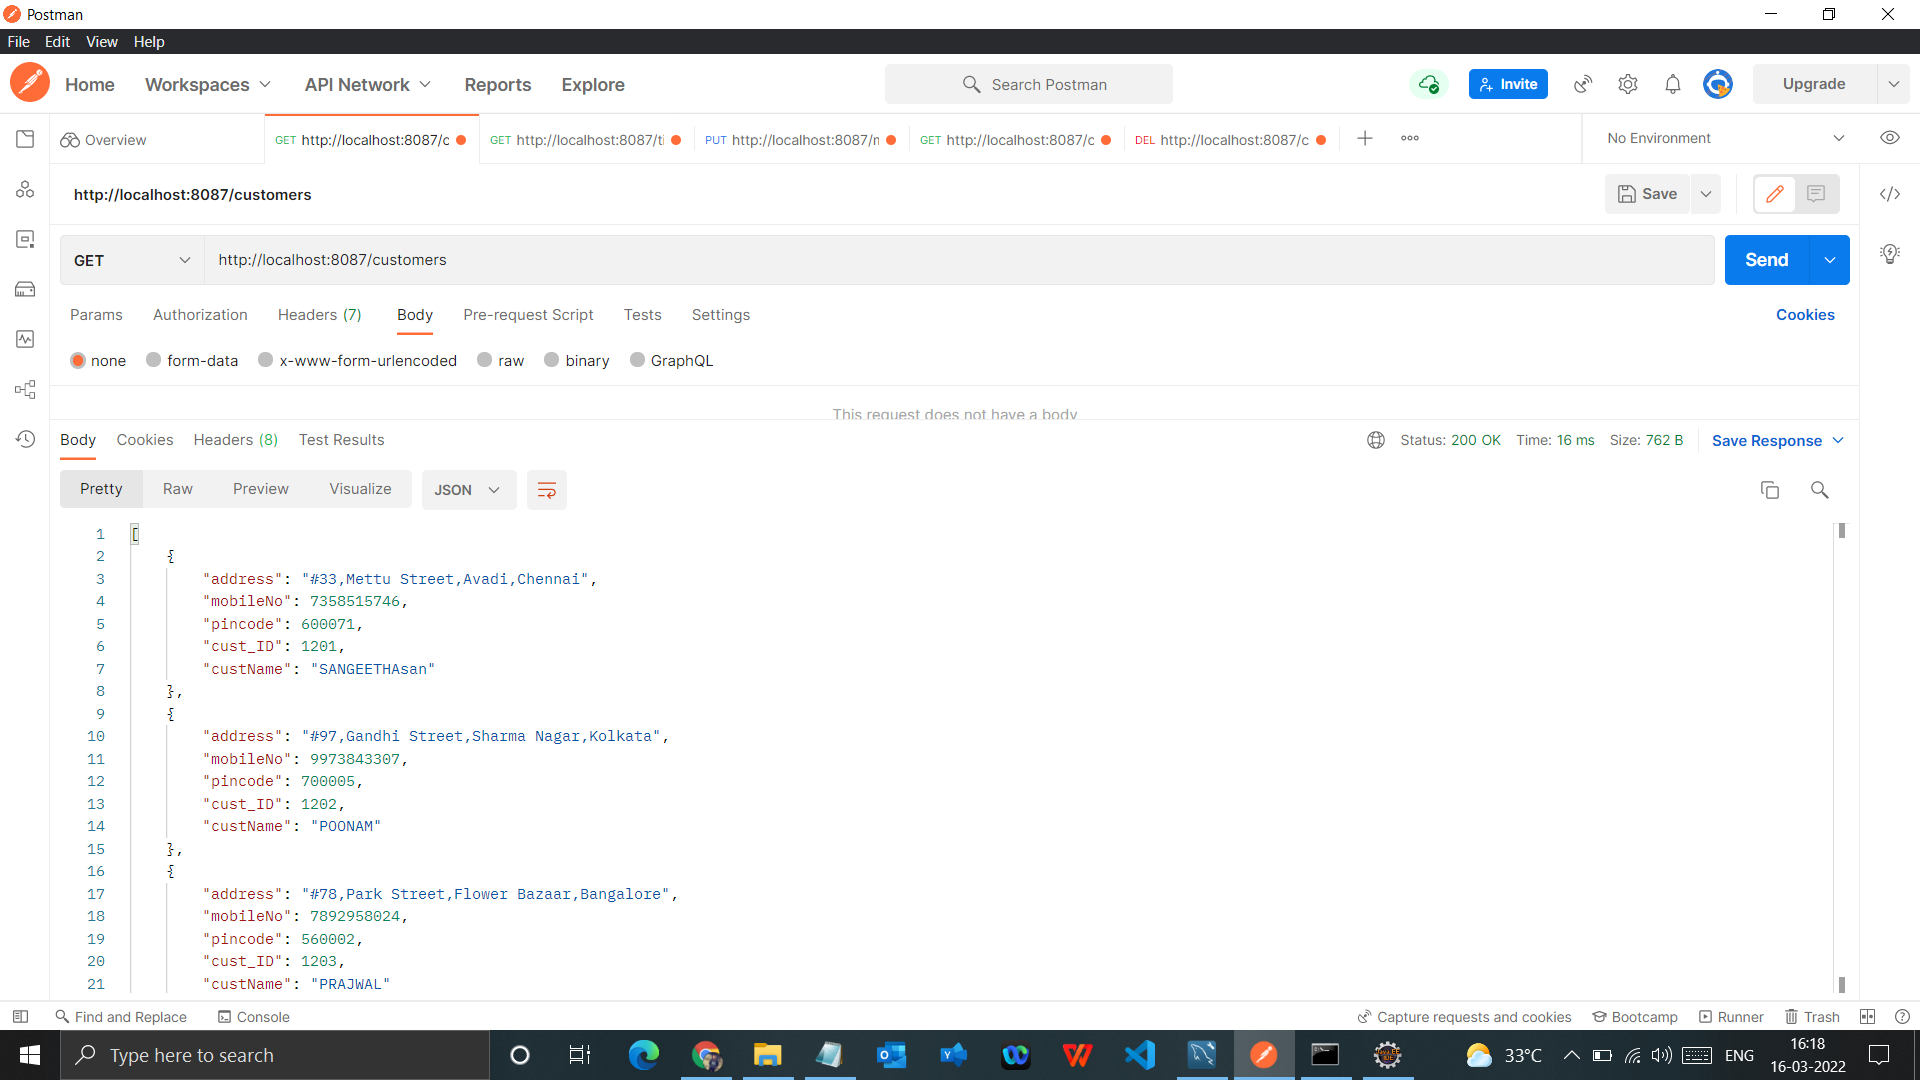 Postman
File Edit View Help
Home Workspaces API Network Reports Explore Search Postman Invite Upgrade
Overview GET http://localhost:8087/c GET http://localhost:8087/ti PUT http://localhost:8087/n GET http://localhost:8087/c DEL http://localhost:8087/c No Environment
http://localhost:8087/customers Save
GET http://localhost:8087/customers Send
Params Authorization Headers (7) Body Pre-request Script Tests Settings Cookies
none form-data x-www-form-urlencoded raw binary GraphQL
This request does not have a body
Body Cookies Headers (8) Test Results Status: 200 OK Time: 16 ms Size: 762 B Save Response
Pretty Raw Preview Visualize JSON
1 [
2 {
3 "address": "#33,Mettu Street,Avadi,Chennai",
4 "mobileNo": 7358515746,
5 "pincode": 600071,
6 "cust_ID": 1201,
7 "custName": "SANGEETHAsan"
8 },
9 {
10 "address": "#97,Gandhi Street,Sharma Nagar,Kolkata",
11 "mobileNo": 9973843307,
12 "pincode": 700005,
13 "cust_ID": 1202,
14 "custName": "POONAM"
15 },
16 {
17 "address": "#78,Park Street,Flower Bazaar,Bangalore",
18 "mobileNo": 7892958024,
19 "pincode": 560002,
20 "cust_ID": 1203,
21 "custName": "PRAJWAL"
Find and Replace Console Capture requests and cookies Bootcamp Runner Trash
Type here to search 33°C ENG 16:18
16-03-2022